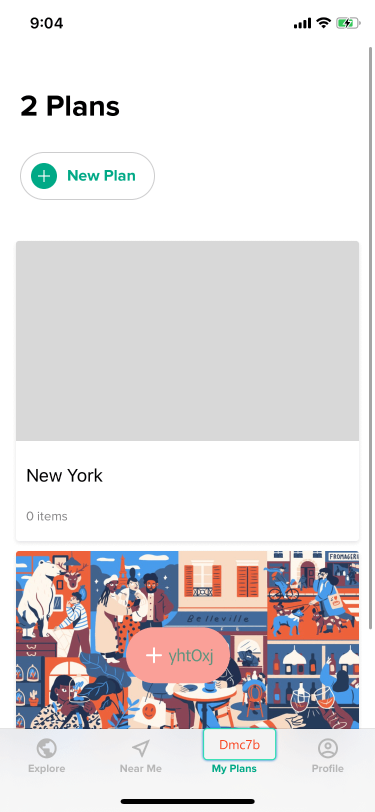 9:04
2 Plans
New Plan
New York
0 items
FROMAGERI
Belleville
yhtOxj
Dmc7b
Explore
Near Me
My Plans
Profile